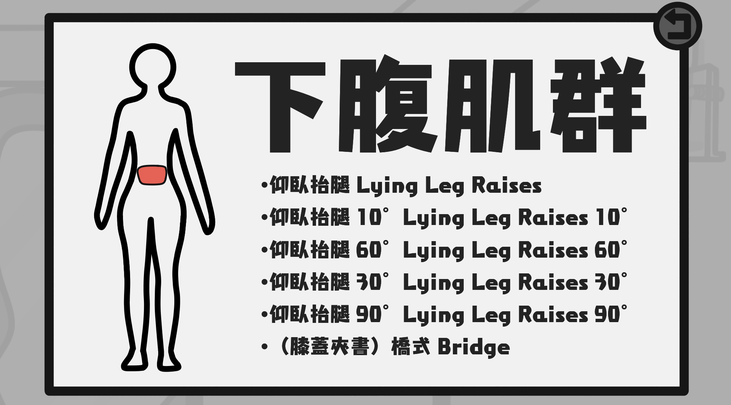 下腹肌群
•仰臥抬腿 Lying Leg Raises
•仰臥抬腿 10° Lying Leg Raises 10°
•仰臥抬腿 60° Lying Leg Raises 60°
•仰臥抬腿 30° Lying Leg Raises 30°
•仰臥抬腿 90° Lying Leg Raises 90°
•（膝蓋夾書）橋式 Bridge